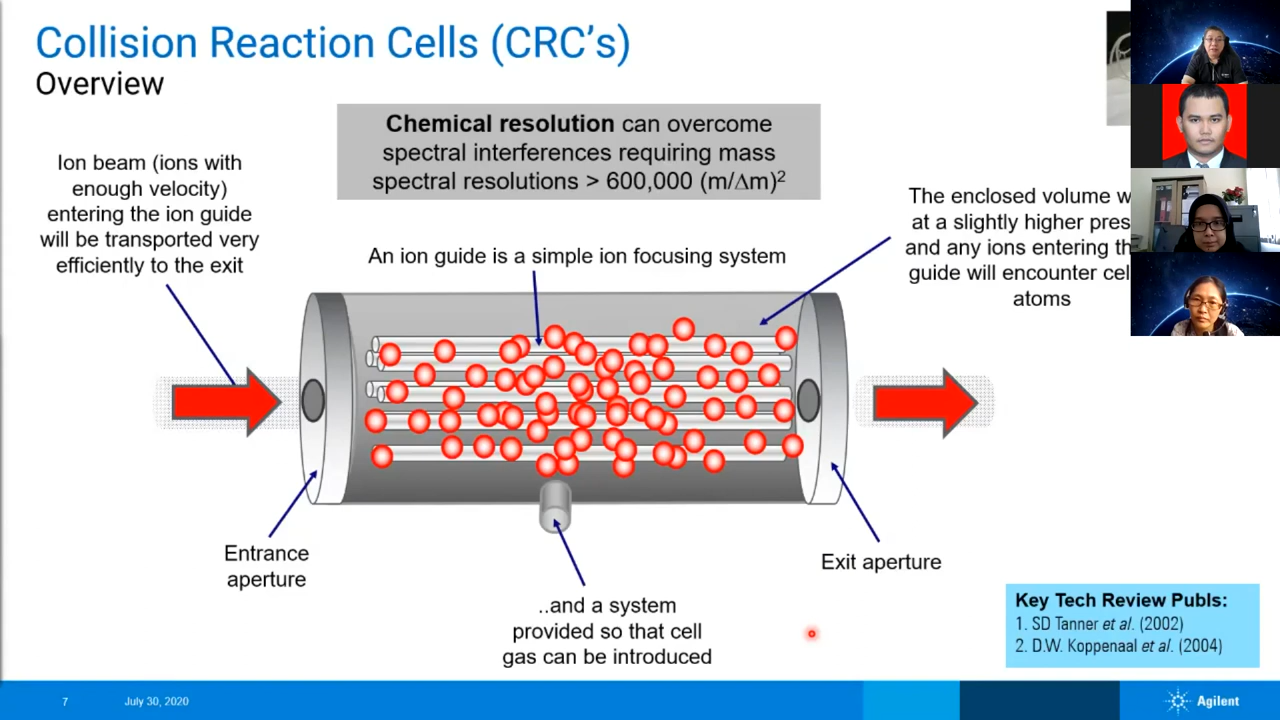 Collision Reaction Cells (CRC's)
Overview
Chemical resolution can overcome
spectral interferences requiring mass
spectral resolutions > 600,000 (m/Δm)²
Ion beam (ions with
enough velocity)
entering the ion guide
will be transported very
efficiently to the exit
An ion guide is a simple ion focusing system
The enclosed volume
at a slightly higher
and any ions entering
guide will encounter
atoms
Entrance
aperture
Exit aperture
..and a system
provided so that cell
gas can be introduced
Key Tech Review Publs:
1. SD Tanner et al. (2002)
2. D.W. Koppenaal et al. (2004)
7
July 30, 2020
Agilent